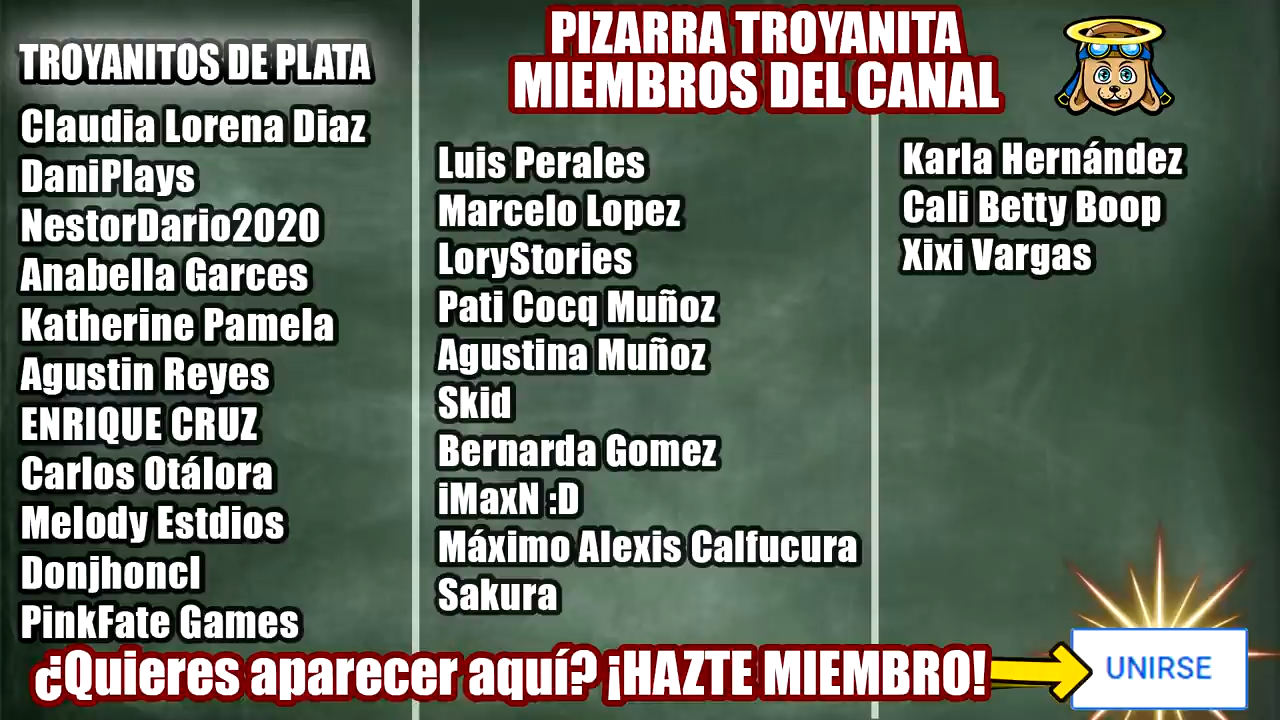 PIZARRA TROYANITA
MIEMBROS DEL CANAL
TROYANITOS DE PLATA
Claudia Lorena Diaz
DaniPlays
NestorDario2020
Anabella Garces
Katherine Pamela
Agustin Reyes
ENRIQUE CRUZ
Carlos Otálora
Melody Estdios
Donjhoncl
PinkFate Games
Luis Perales
Marcelo Lopez
LoryStories
Pati Cocq Muñoz
Agustina Muñoz
Skid
Bernarda Gomez
iMaxN :D
Máximo Alexis Calfucura
Sakura
Karla Hernández
Cali Betty Boop
Xixi Vargas
¿Quieres aparecer aquí? ¡HAZTE MIEMBRO!
UNIRSE